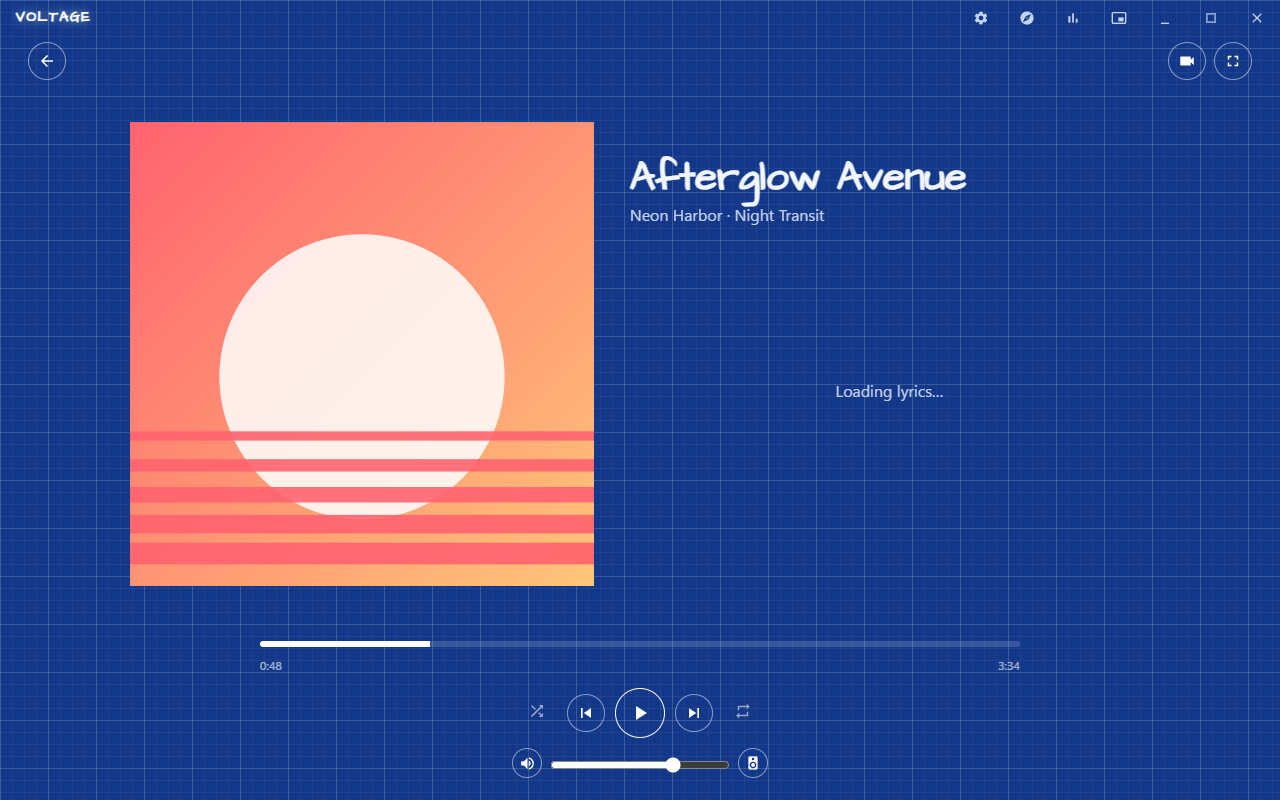 VOLTAGE
Afterglow Avenue
Neon Harbor · Night Transit
Loading lyrics...
0:48
3:34